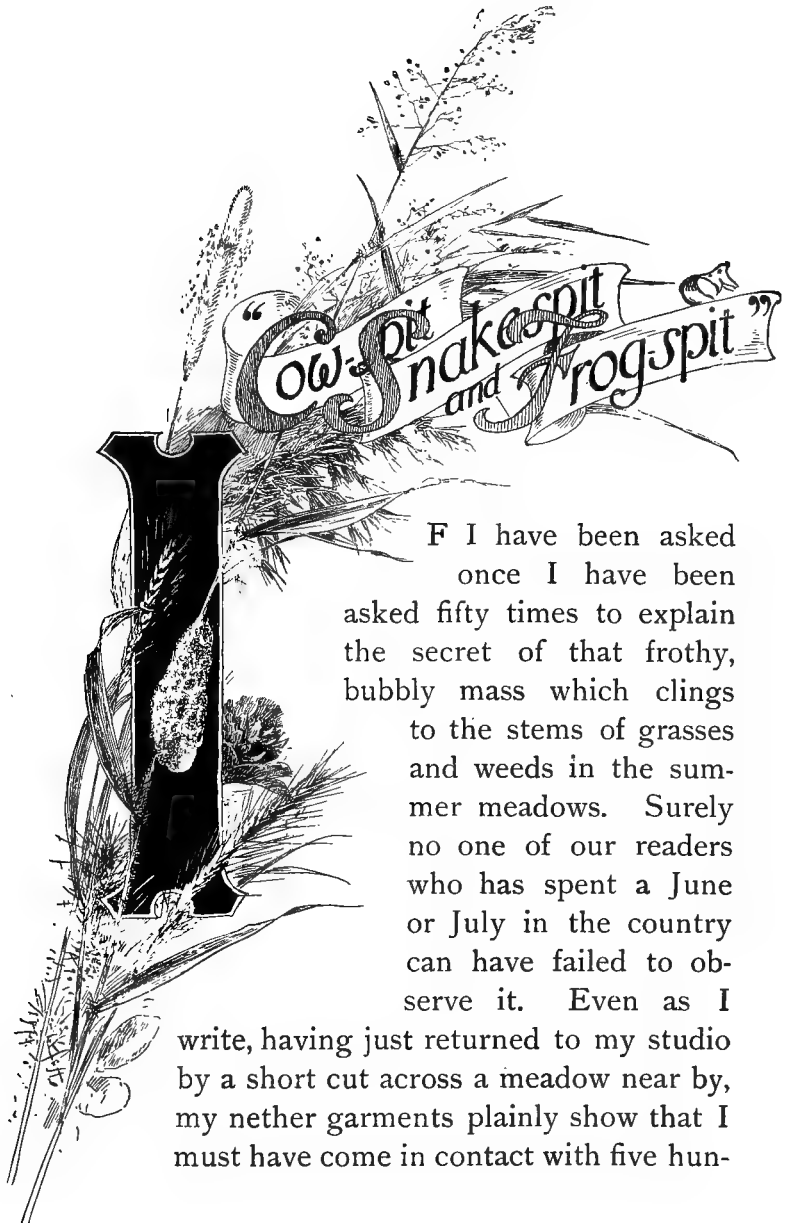 “Cow-spit
Snake-spit
and Frog-spit”
IF I have been asked
once I have been
asked fifty times to explain
the secret of that frothy,
bubbly mass which clings
to the stems of grasses
and weeds in the sum-
mer meadows. Surely
no one of our readers
who has spent a June
or July in the country
can have failed to ob-
serve it. Even as I
write, having just returned to my studio
by a short cut across a meadow near by,
my nether garments plainly show that I
must have come in contact with five hun-